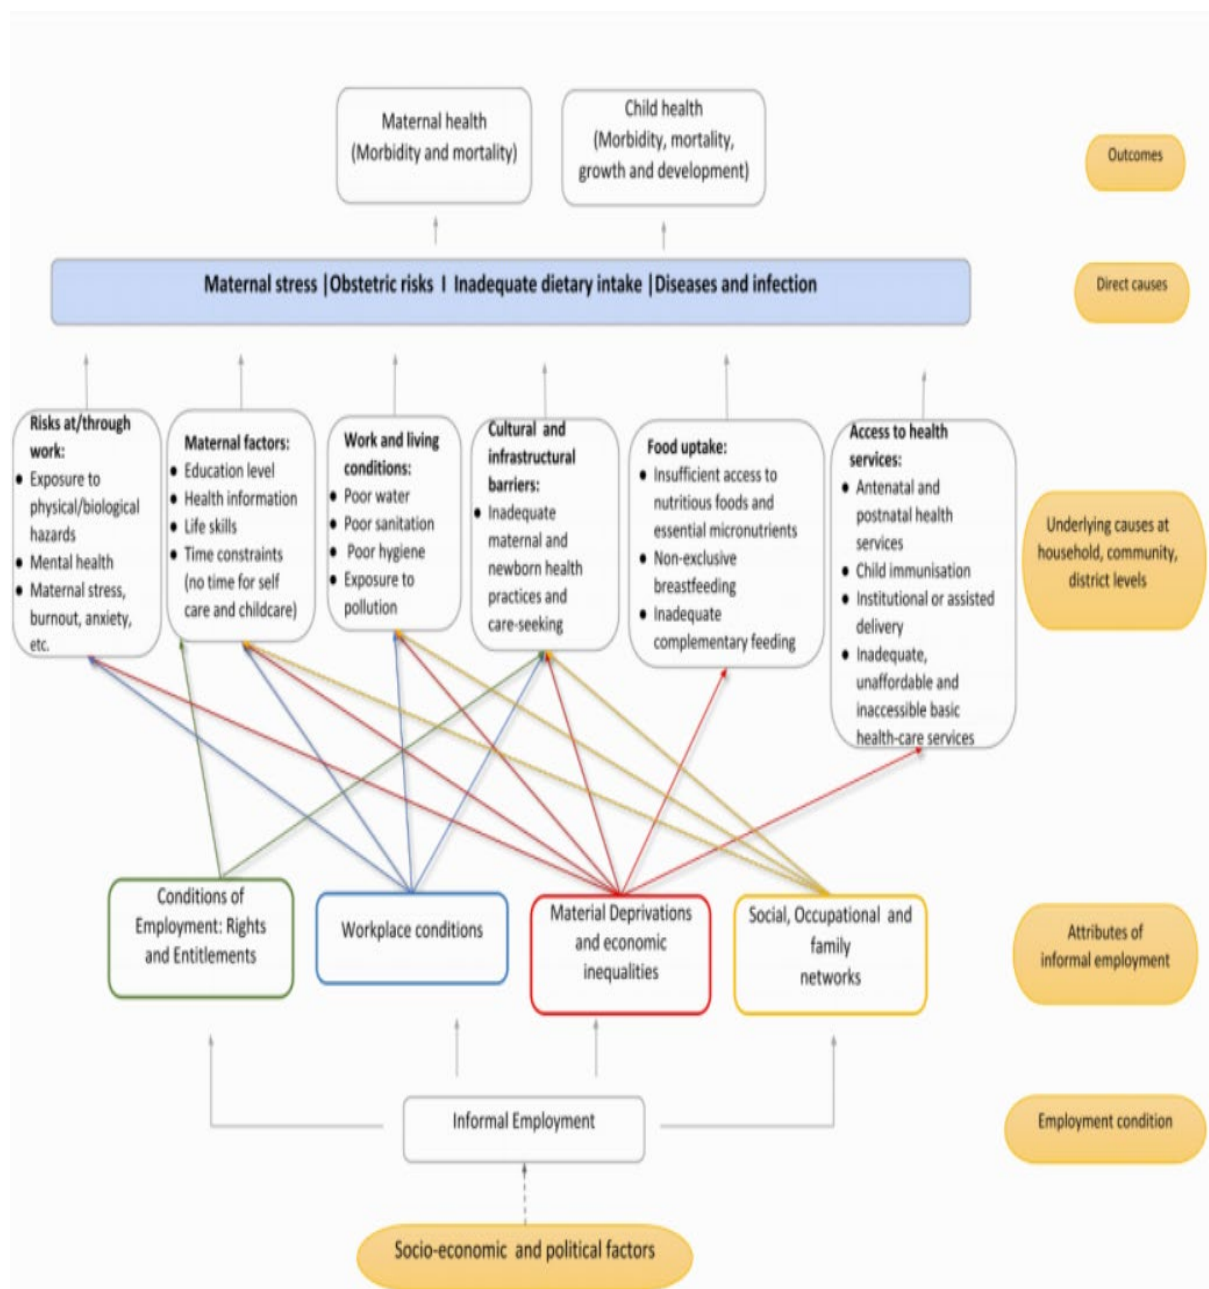 Maternal health
(Morbidity and mortality)
Child health
(Morbidity, mortality,
growth and development)
Outcomes
Maternal stress |Obstetric risks I Inadequate dietary intake |Diseases and infection
Direct causes
Risks at/through
work:
● Exposure to
physical/biological
hazards
● Mental health
● Maternal stress,
burnout, anxiety,
etc.
Maternal factors:
● Education level
● Health information
● Life skills
● Time constraints
(no time for self
care and childcare)
Work and living
conditions:
● Poor water
● Poor sanitation
● Poor hygiene
● Exposure to
pollution
Cultural and
infrastructural
barriers:
● Inadequate
maternal and
newborn health
practices and
care-seeking
Food uptake:
● Insufficient access to
nutritious foods and
essential micronutrients
● Non-exclusive
breastfeeding
● Inadequate
complementary feeding
Access to health
services:
● Antenatal and
postnatal health
services
● Child immunisation
● Institutional or assisted
delivery
● Inadequate,
unaffordable and
inaccessible basic
health-care services
Underlying causes at
household, community,
district levels
Conditions of
Employment: Rights
and Entitlements
Workplace conditions
Material Deprivations
and economic
inequalities
Social, Occupational and
family
networks
Attributes of
informal employment
Informal Employment
Employment condition
Socio-economic and political factors